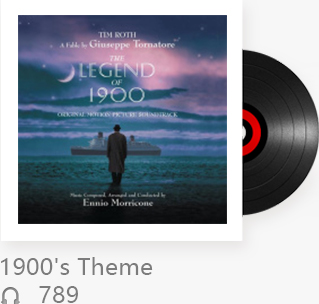 TIM ROTH
A Fable by Giuseppe Tornatore
THE
LEGEND
OF
1900
ORIGINAL MOTION PICTURE SOUNDTRACK
Music Composed, Arranged and Conducted by
Ennio Morricone
1900's Theme
789